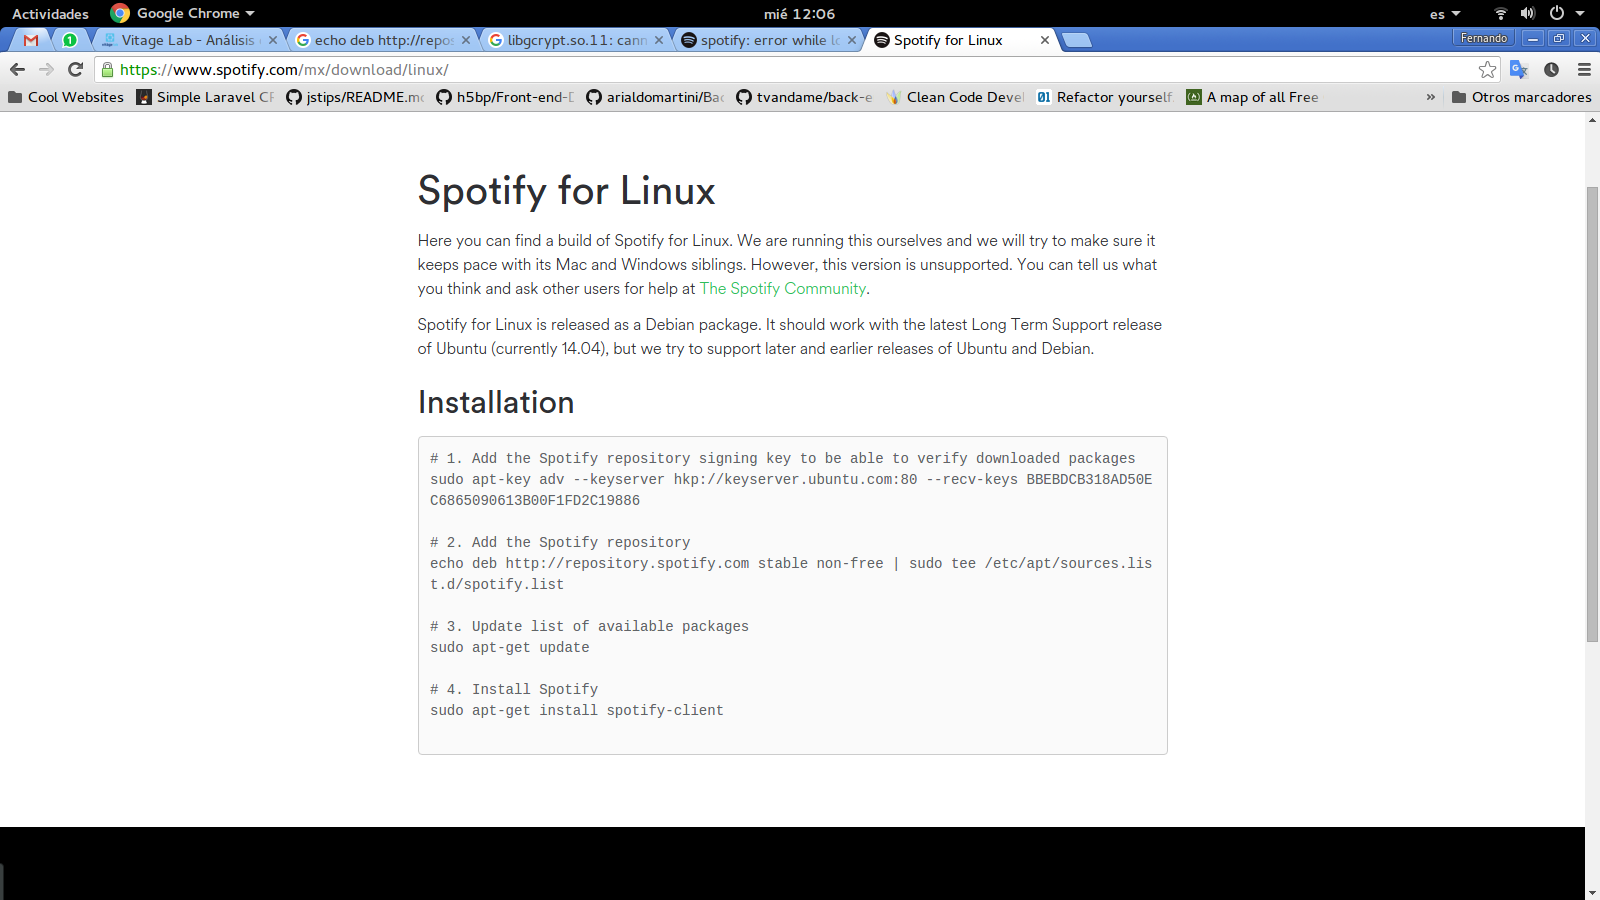 Actividades
Google Chrome
mié 12:06
es
1
Vitage Lab - Análisis
echo deb http://repos
libgcrypt.so.11: cann
spotify: error while lo
Spotify for Linux
Fernando
https://www.spotify.com/mx/download/linux/
Cool Websites
Simple Laravel CR
jstips/README.md
h5bp/Front-end-D
arialdomartini/Bac
tvandame/back-e
Clean Code Devel
01 Refactor yourself
A map of all Free
»
Otros marcadores
Spotify for Linux
Here you can find a build of Spotify for Linux. We are running this ourselves and we will try to make sure it
keeps pace with its Mac and Windows siblings. However, this version is unsupported. You can tell us what
you think and ask other users for help at The Spotify Community.
Spotify for Linux is released as a Debian package. It should work with the latest Long Term Support release
of Ubuntu (currently 14.04), but we try to support later and earlier releases of Ubuntu and Debian.
Installation
# 1. Add the Spotify repository signing key to be able to verify downloaded packages
sudo apt-key adv --keyserver hkp://keyserver.ubuntu.com:80 --recv-keys BBEBDCB318AD50E
C6865090613B00F1FD2C19886
# 2. Add the Spotify repository
echo deb http://repository.spotify.com stable non-free | sudo tee /etc/apt/sources.lis
t.d/spotify.list
# 3. Update list of available packages
sudo apt-get update
# 4. Install Spotify
sudo apt-get install spotify-client